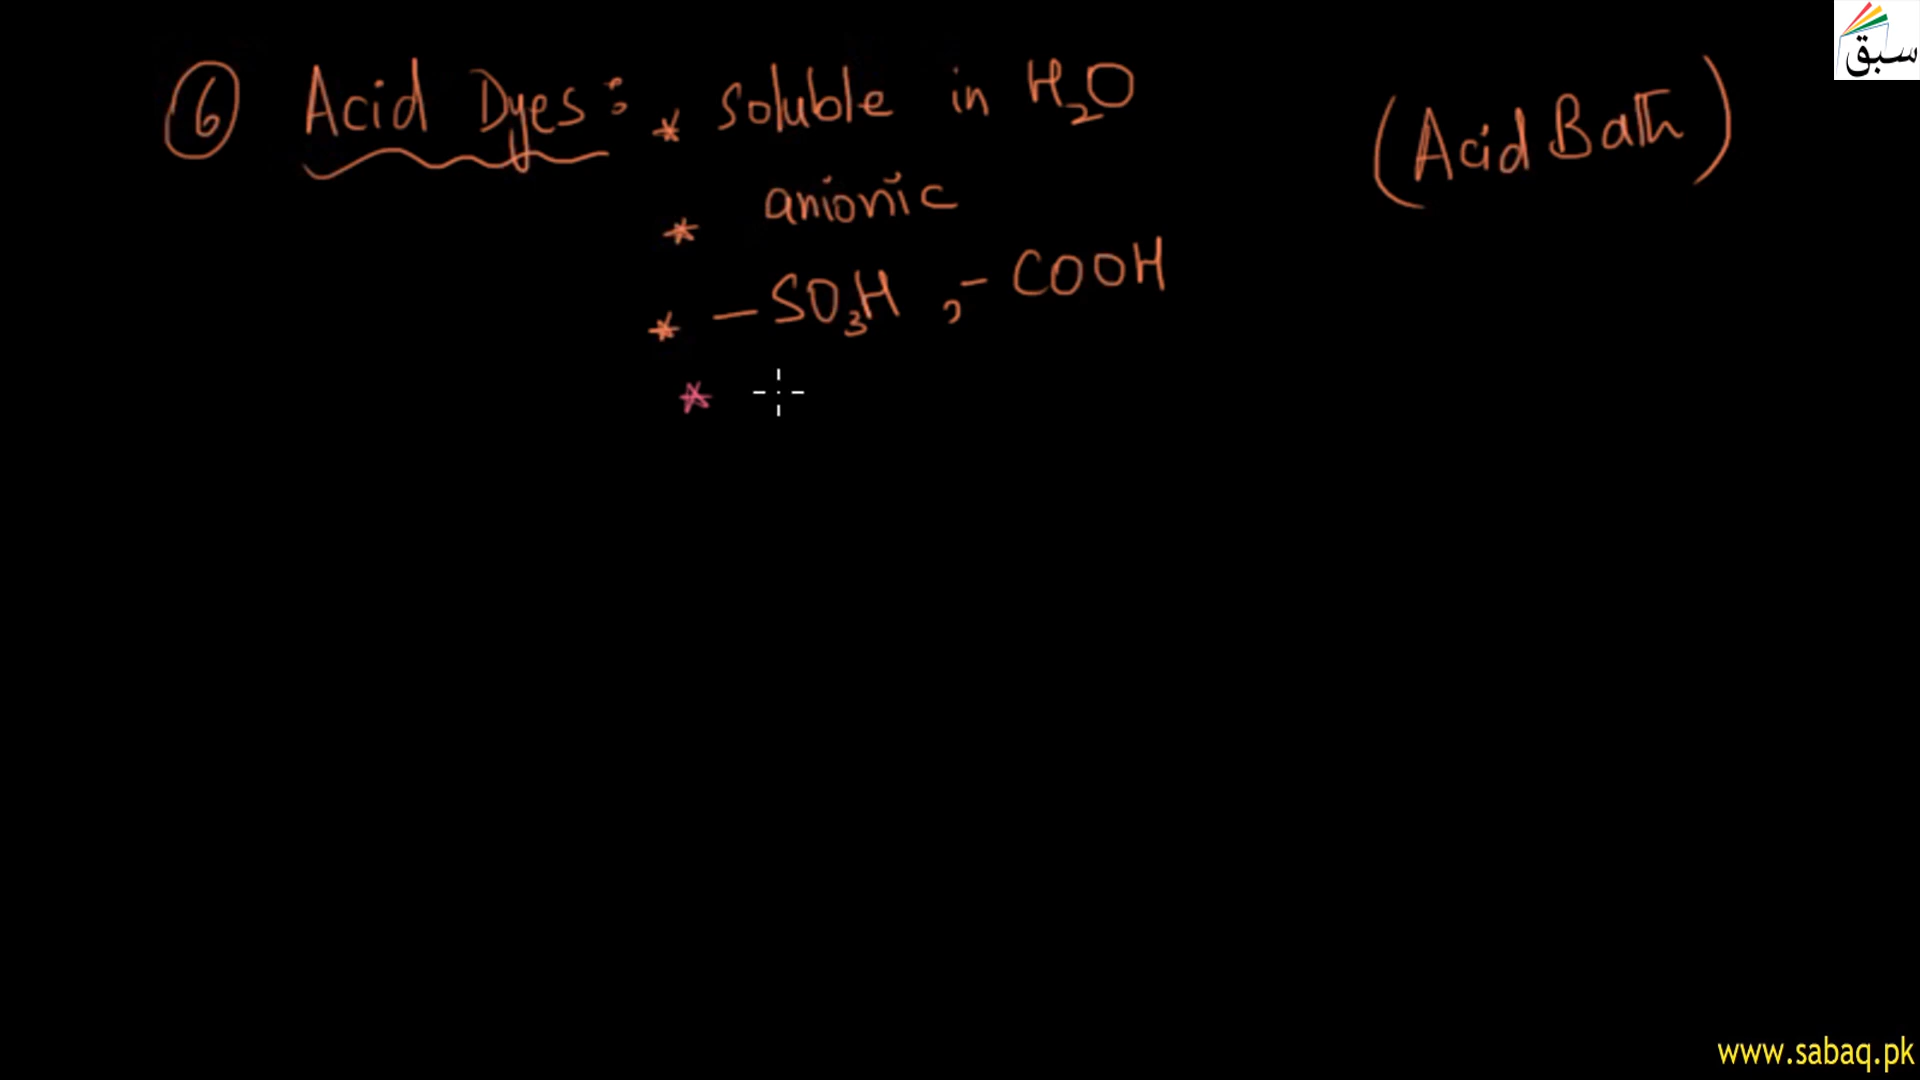 سبق
⑥ Acid Dyes : * soluble in H₂O
(Acid Bath)
* anionic
* – SO₃H , – COOH
*
www.sabaq.pk